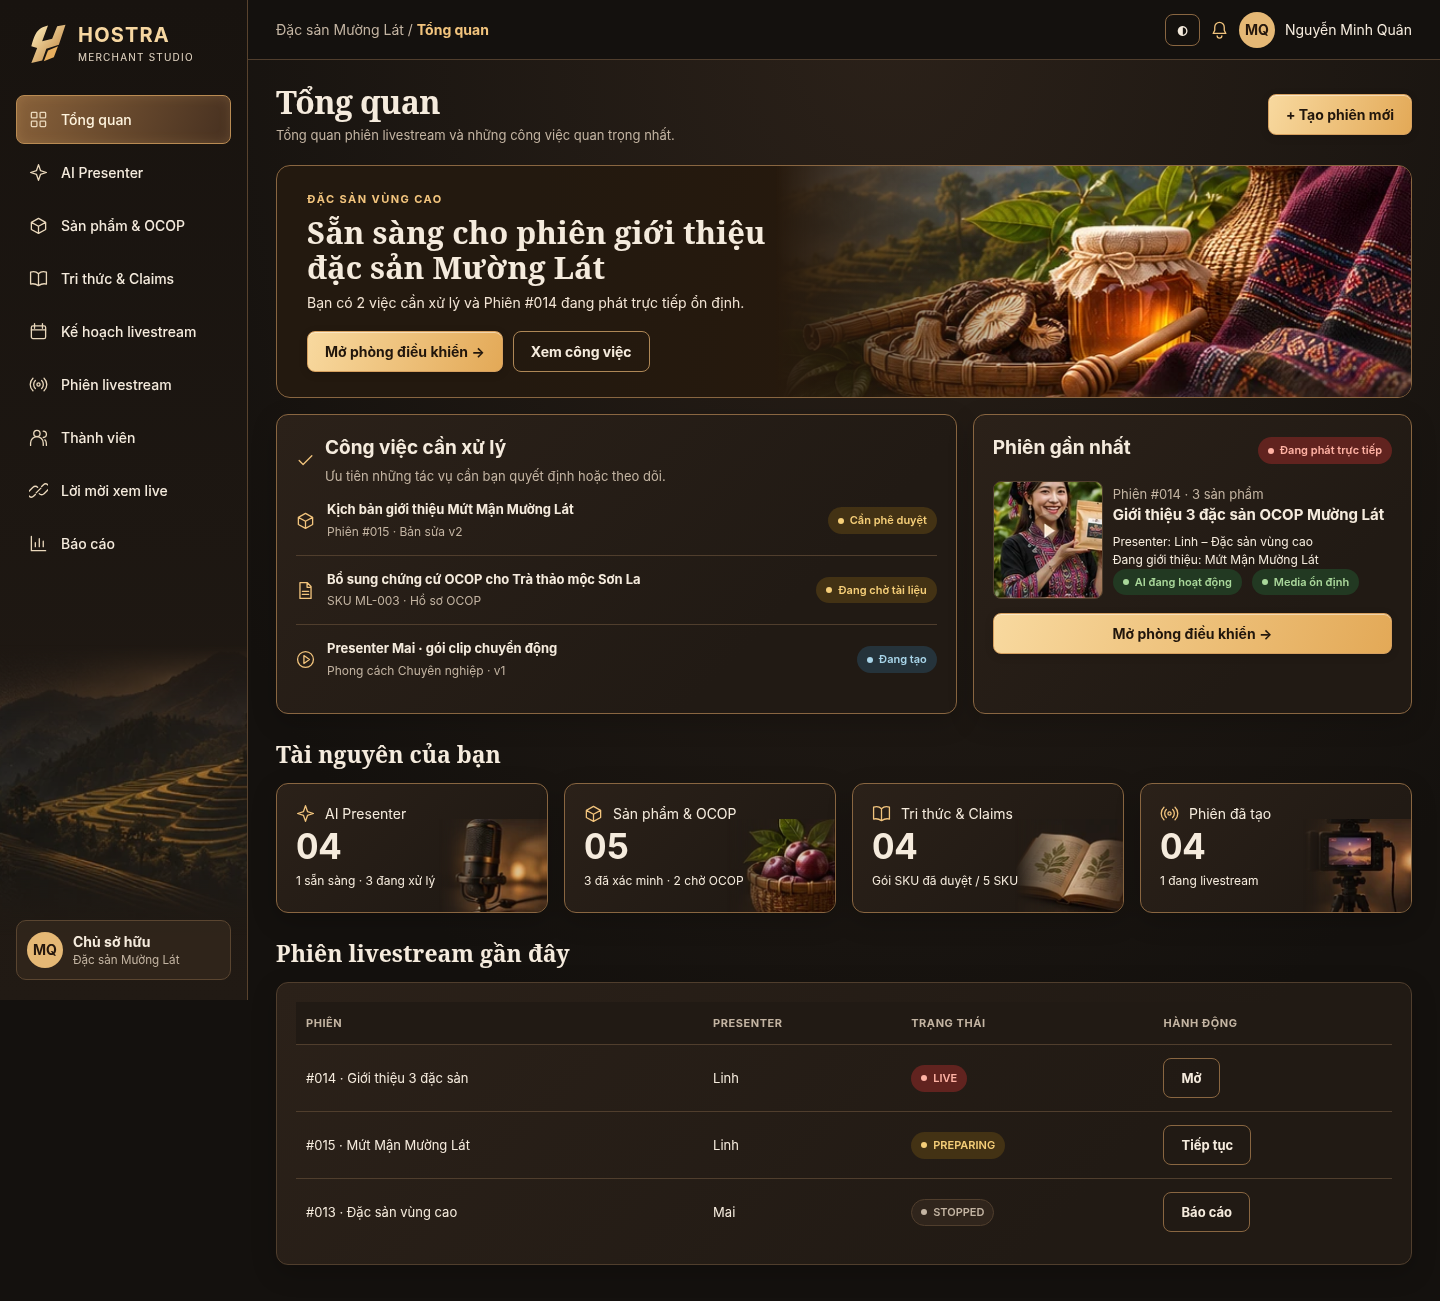 HOSTRA
MERCHANT STUDIO
Tổng quan
AI Presenter
Sản phẩm & OCOP
Tri thức & Claims
Kế hoạch livestream
Phiên livestream
Thành viên
Lời mời xem live
Báo cáo
MQ
Chủ sở hữu
Đặc sản Mường Lát
Đặc sản Mường Lát / Tổng quan
MQ Nguyễn Minh Quân
Tổng quan
Tổng quan phiên livestream và những công việc quan trọng nhất.
+ Tạo phiên mới
ĐẶC SẢN VÙNG CAO
Sẵn sàng cho phiên giới thiệu
đặc sản Mường Lát
Bạn có 2 việc cần xử lý và Phiên #014 đang phát trực tiếp ổn định.
Mở phòng điều khiển →
Xem công việc
Công việc cần xử lý
Ưu tiên những tác vụ cần bạn quyết định hoặc theo dõi.
Kịch bản giới thiệu Mứt Mận Mường Lát
Phiên #015 · Bản sửa v2
Cần phê duyệt
Bổ sung chứng cứ OCOP cho Trà thảo mộc Sơn La
SKU ML-003 · Hồ sơ OCOP
Đang chờ tài liệu
Presenter Mai · gói clip chuyển động
Phong cách Chuyên nghiệp · v1
Đang tạo
Phiên gần nhất
Đang phát trực tiếp
Phiên #014 · 3 sản phẩm
Giới thiệu 3 đặc sản OCOP Mường Lát
Presenter: Linh – Đặc sản vùng cao
Đang giới thiệu: Mứt Mận Mường Lát
AI đang hoạt động
Media ổn định
Mở phòng điều khiển →
Tài nguyên của bạn
AI Presenter
04
1 sẵn sàng · 3 đang xử lý
Sản phẩm & OCOP
05
3 đã xác minh · 2 chờ OCOP
Tri thức & Claims
04
Gói SKU đã duyệt / 5 SKU
Phiên đã tạo
04
1 đang livestream
Phiên livestream gần đây
PHIÊN PRESENTER TRẠNG THÁI HÀNH ĐỘNG
#014 · Giới thiệu 3 đặc sản Linh LIVE Mở
#015 · Mứt Mận Mường Lát Linh PREPARING Tiếp tục
#013 · Đặc sản vùng cao Mai STOPPED Báo cáo